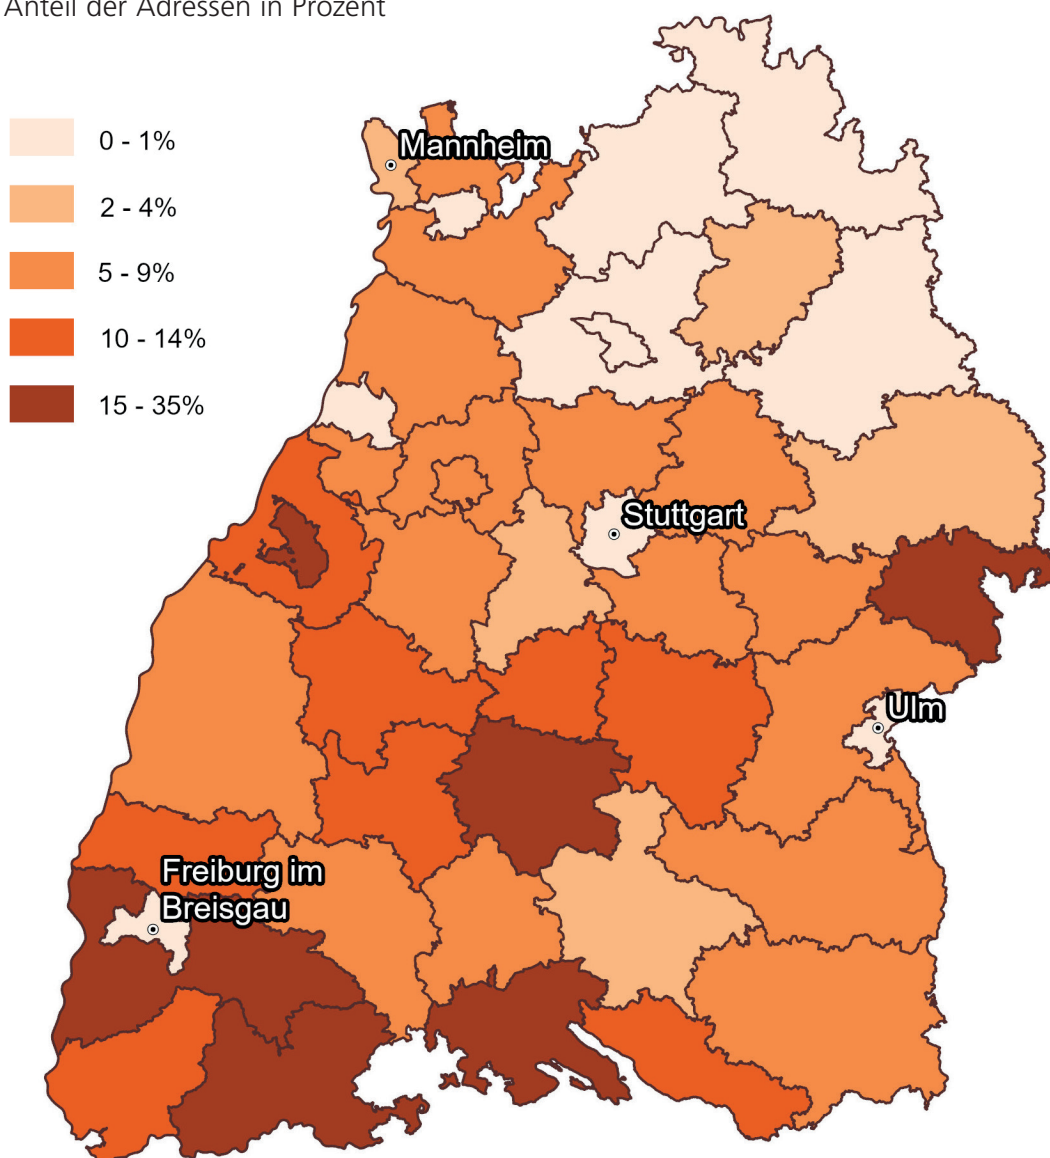 Anteil der Adressen in Prozent
0 - 1%
2 - 4%
5 - 9%
10 - 14%
15 - 35%
Mannheim
Stuttgart
Ulm
Freiburg im
Breisgau